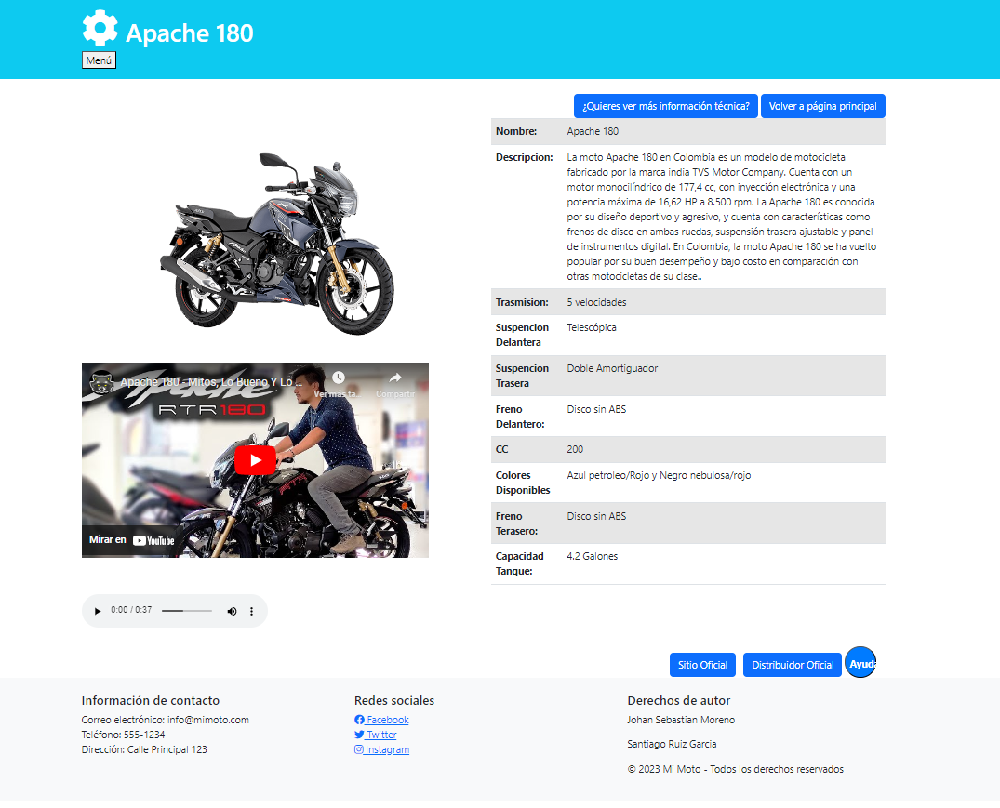 Apache 180
Menú
¿Quieres ver más información técnica? Volver a página principal
Nombre: Apache 180
Descripcion: La moto Apache 180 en Colombia es un modelo de motocicleta
fabricado por la marca india TVS Motor Company. Cuenta con un
motor monocilíndrico de 177,4 cc, con inyección electrónica y una
potencia máxima de 16,62 HP a 8.500 rpm. La Apache 180 es conocida
por su diseño deportivo y agresivo, y cuenta con características como
frenos de disco en ambas ruedas, suspensión trasera ajustable y panel
de instrumentos digital. En Colombia, la moto Apache 180 se ha vuelto
popular por su buen desempeño y bajo costo en comparación con
otras motocicletas de su clase..
Trasmision: 5 velocidades
Suspencion Telescópica
Delantera
Suspencion Doble Amortiguador
Trasera
Freno Disco sin ABS
Delantero:
CC 200
Colores Azul petroleo/Rojo y Negro nebulosa/rojo
Disponibles
Freno Disco sin ABS
Terasero:
Capacidad 4.2 Galones
Tanque:
Apache 180 - Mitos, Lo Bueno Y Lo ...
Ver más ta... Compartir
Apache
RTR 180
Mirar en YouTube
0:00 / 0:37
Sitio Oficial Distribuidor Oficial Ayuda
Información de contacto
Correo electrónico: info@mimoto.com
Teléfono: 555-1234
Dirección: Calle Principal 123
Redes sociales
Facebook
Twitter
Instagram
Derechos de autor
Johan Sebastian Moreno
Santiago Ruiz Garcia
© 2023 Mi Moto - Todos los derechos reservados